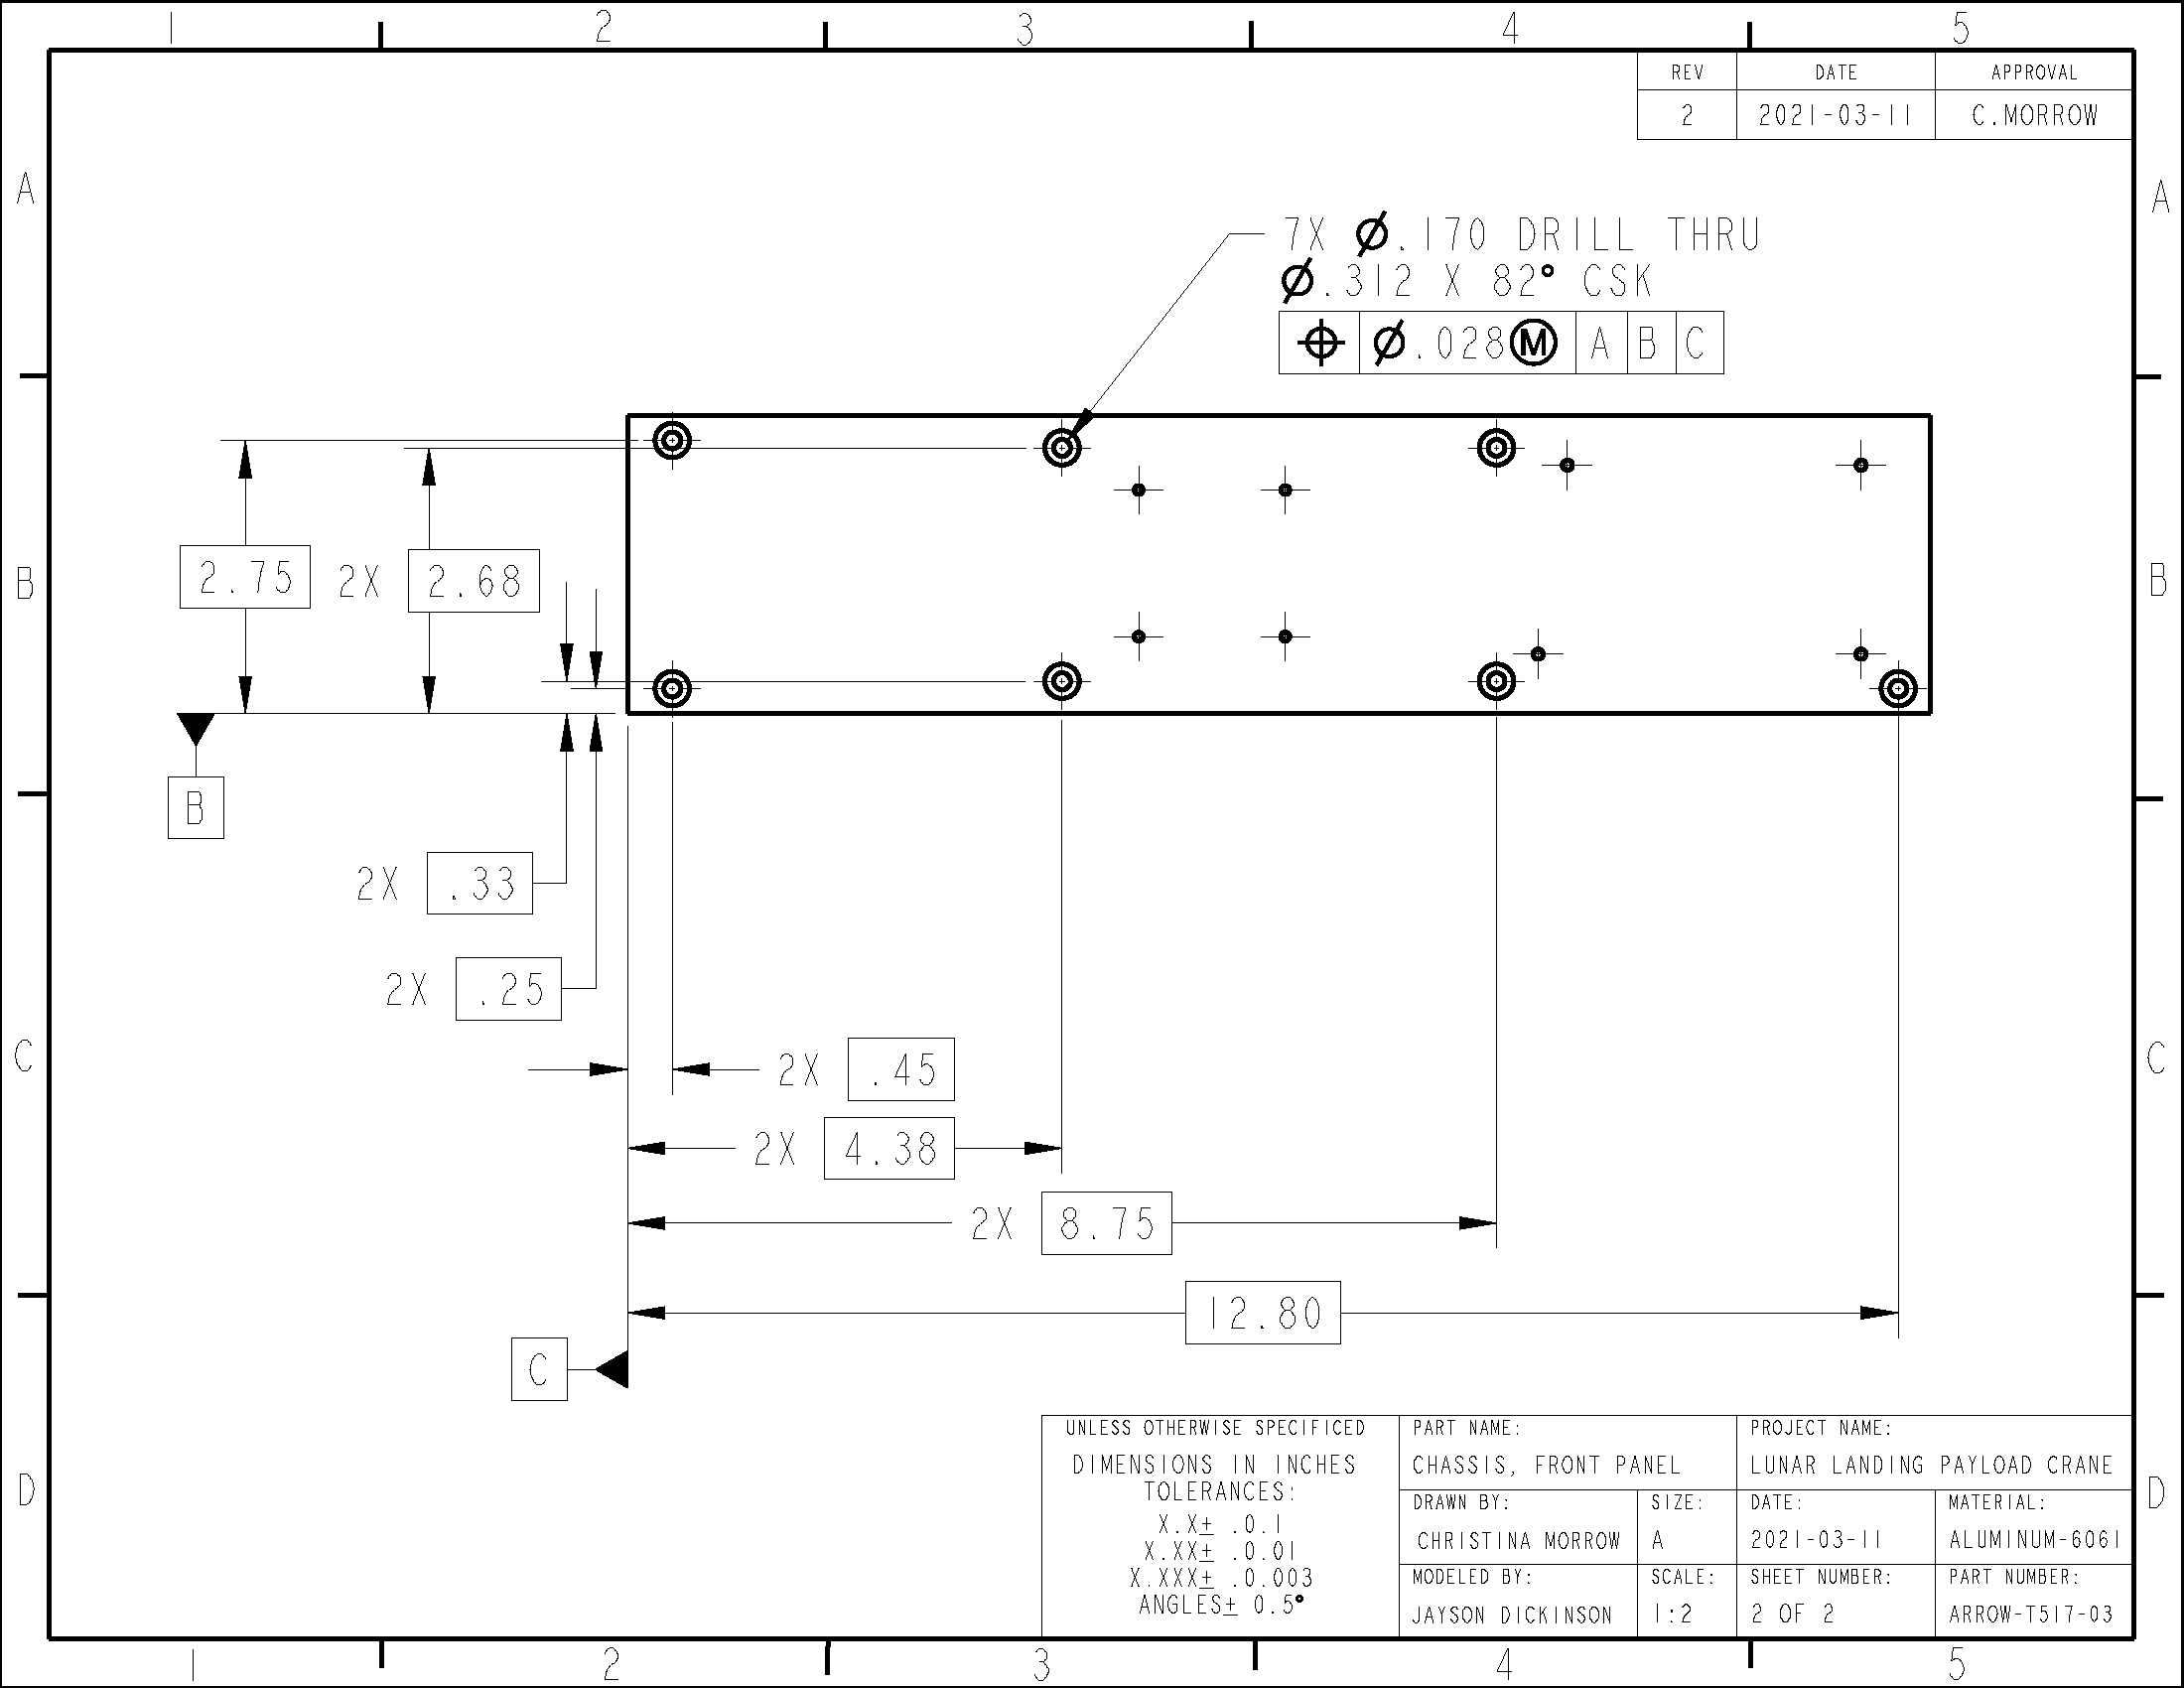 1 2 3 4 5
REV DATE APPROVAL
2 2021-03-11 C.MORROW
A A
7X Ø.170 DRILL THRU
Ø.312 X 82° CSK
⌖ Ø.028Ⓜ A B C
2.75 2X 2.68
B B
B
2X .33
2X .25
C C
2X .45
2X 4.38
2X 8.75
12.80
C
UNLESS OTHERWISE SPECIFICED
DIMENSIONS IN INCHES
TOLERANCES:
X.X± .0.1
X.XX± .0.01
X.XXX± .0.003
ANGLES± 0.5°
PART NAME:
CHASSIS, FRONT PANEL
PROJECT NAME:
LUNAR LANDING PAYLOAD CRANE
D D
DRAWN BY:
CHRISTINA MORROW
SIZE:
A
DATE:
2021-03-11
MATERIAL:
ALUMINUM-6061
MODELED BY:
JAYSON DICKINSON
SCALE:
1:2
SHEET NUMBER:
2 OF 2
PART NUMBER:
ARROW-T517-03
1 2 3 4 5